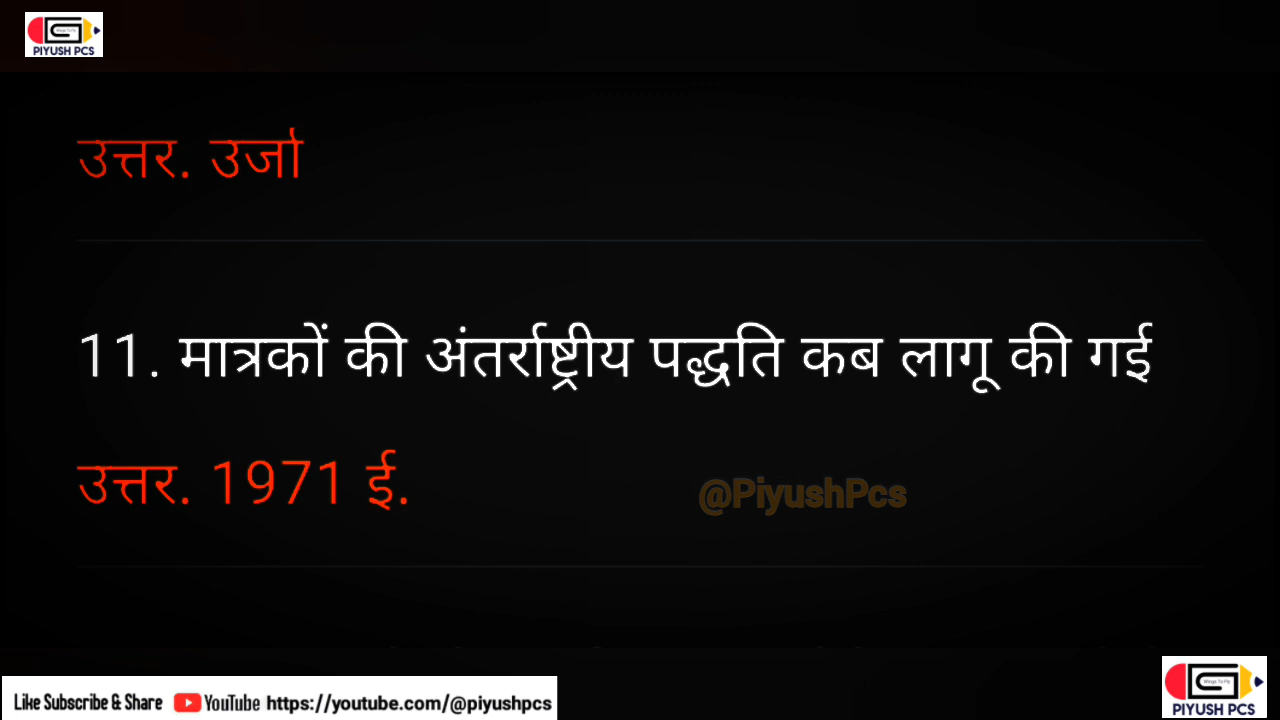 PIYUSH PCS
उत्तर. उर्जा
11. मात्रकों की अंतर्राष्ट्रीय पद्धति कब लागू की गई
उत्तर. 1971 ई.
@PiyushPcs
Like Subscribe & Share YouTube https://youtube.com/@piyushpcs
PIYUSH PCS